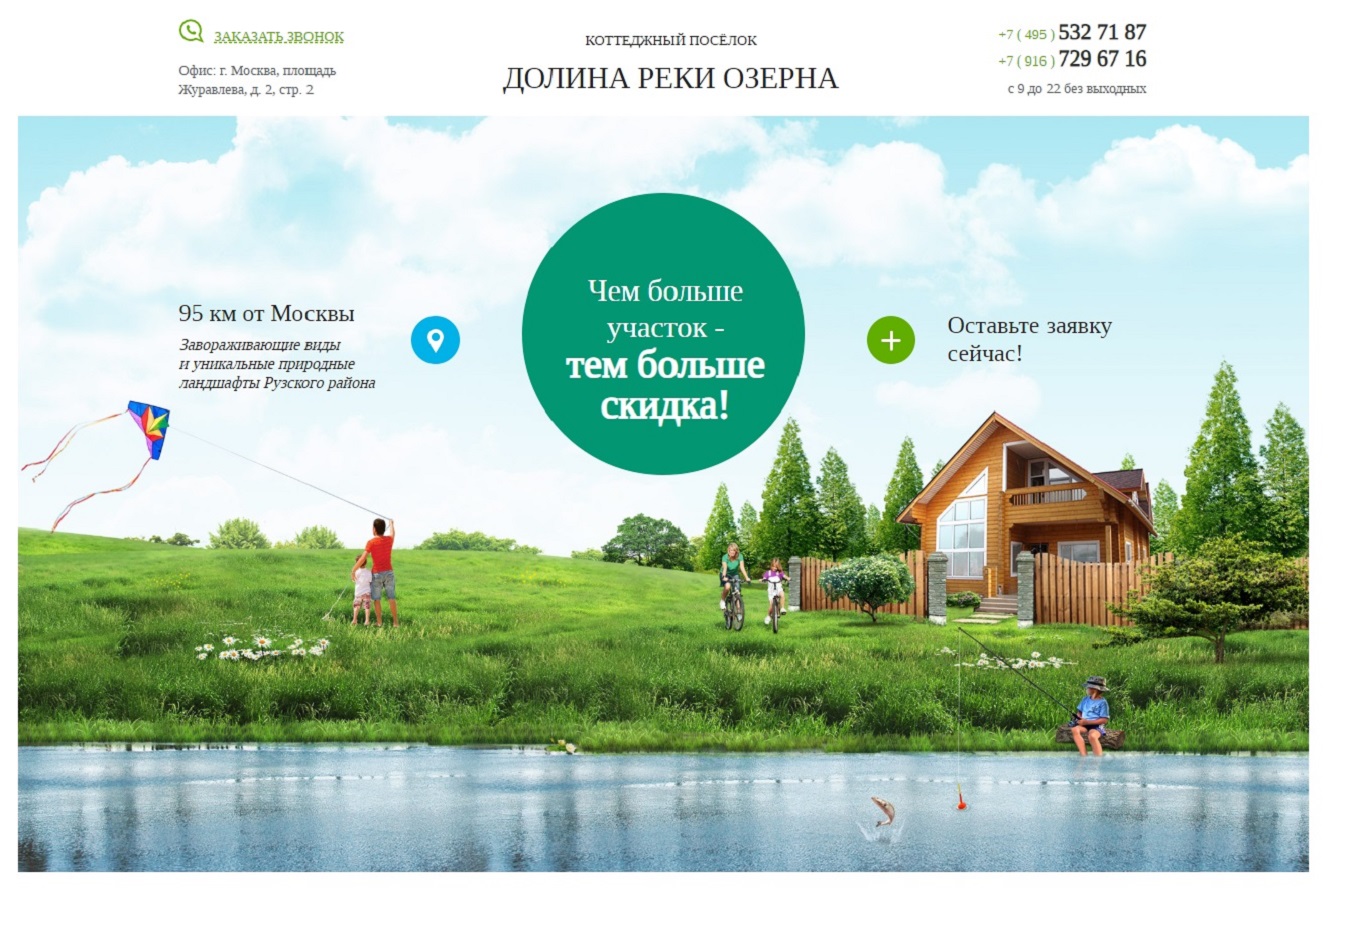 ЗАКАЗАТЬ ЗВОНОК
Офис: г. Москва, площадь
Журавлева, д. 2, стр. 2
КОТТЕДЖНЫЙ ПОСЁЛОК
ДОЛИНА РЕКИ ОЗЕРНА
+7 ( 495 ) 532 71 87
+7 ( 916 ) 729 67 16
с 9 до 22 без выходных
95 км от Москвы
Завораживающие виды
и уникальные природные
ландшафты Рузского района
Чем больше
участок -
тем больше
скидка!
Оставьте заявку
сейчас!